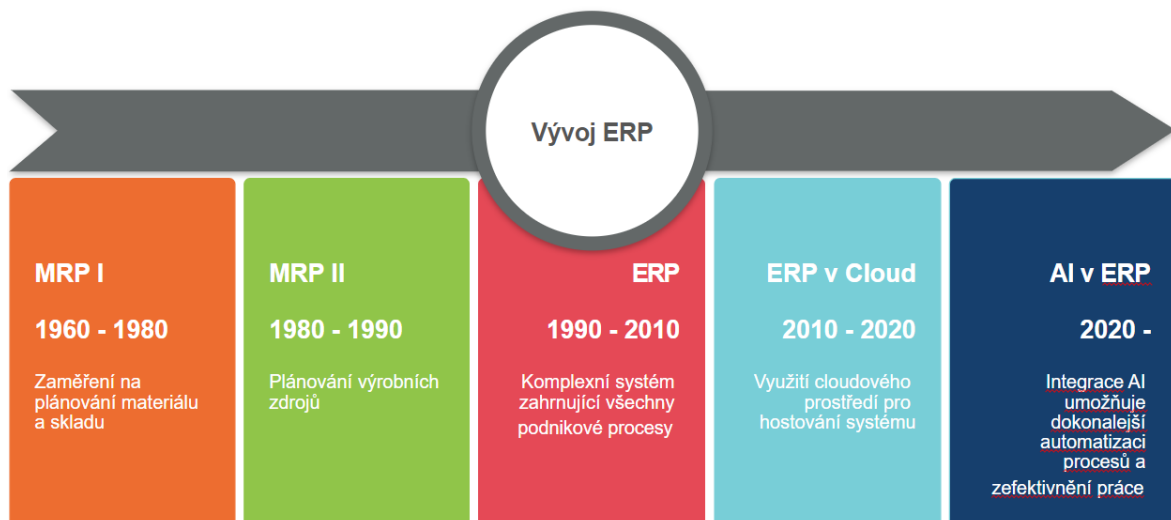 Vývoj ERP
MRP I
1960 - 1980
Zaměření na
plánování materiálu
a skladu
MRP II
1980 - 1990
Plánování výrobních
zdrojů
ERP
1990 - 2010
Komplexní systém
zahrnující všechny
podnikové procesy
ERP v Cloud
2010 - 2020
Využití cloudového
prostředí pro
hostování systému
AI v ERP
2020 -
Integrace AI
umožňuje
dokonalejší
automatizaci
procesů a
zefektivnění práce